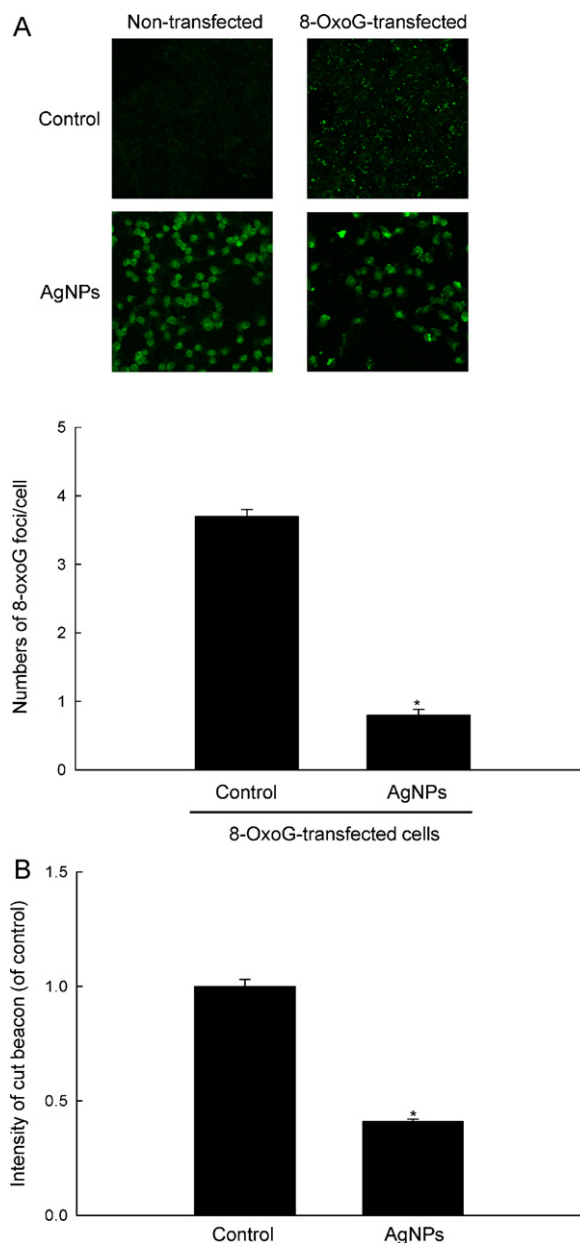 A
Non-transfected
8-OxoG-transfected
Control
AgNPs
Numbers of 8-oxoG foci/cell
5
4
3
2
1
0
*
Control
AgNPs
8-OxoG-transfected cells
B
Intensity of cut beacon (of control)
1.5
1.0
0.5
0.0
*
Control
AgNPs